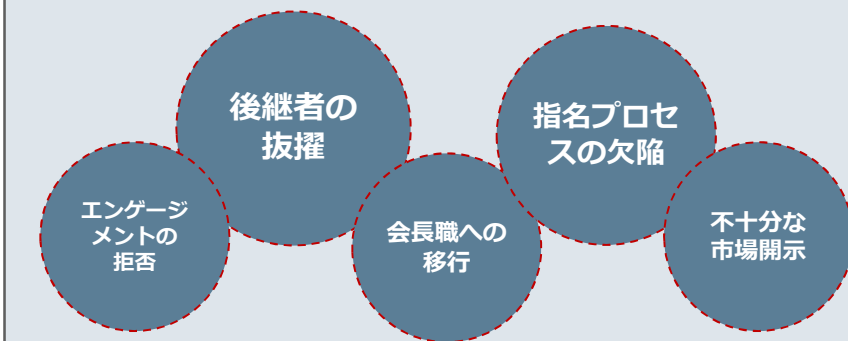 エンゲージ
メントの
拒否
後継者の
抜擢
会長職への
移行
指名プロセ
スの欠陥
不十分な
市場開示